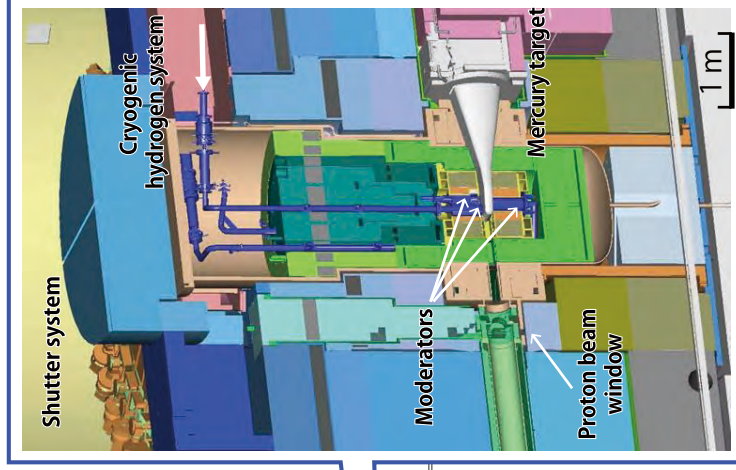 Shutter system
Cryogenic
hydrogen system
Moderators
Mercury target
Proton beam
window
1 m